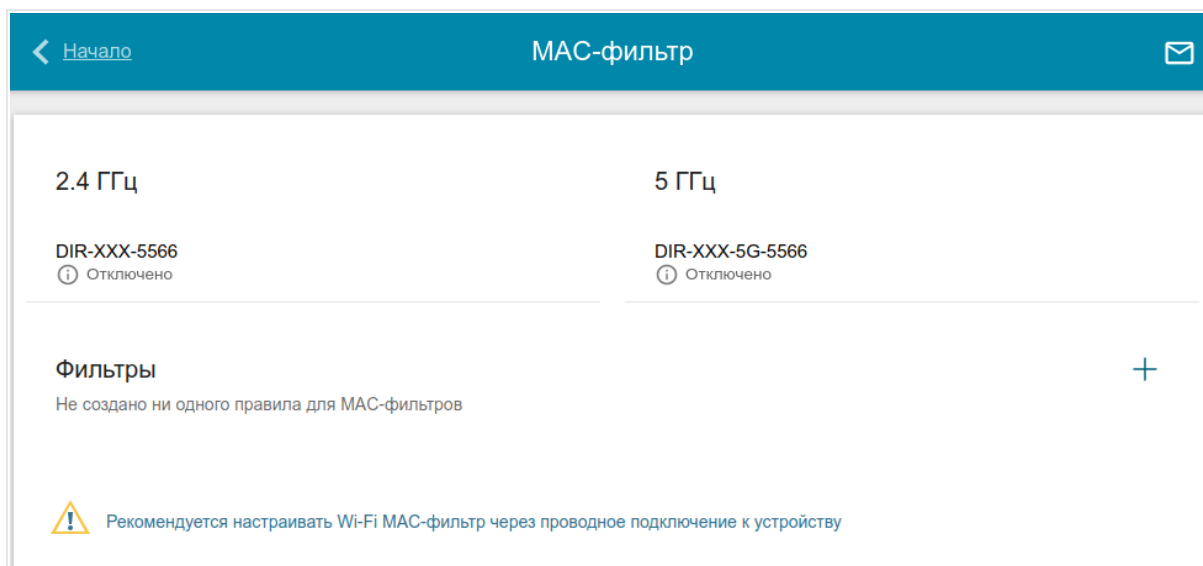 Начало
MAC-фильтр
2.4 ГГц
5 ГГц
DIR-XXX-5566
DIR-XXX-5G-5566
Отключено
Отключено
Фильтры
Не создано ни одного правила для MAC-фильтров
Рекомендуется настраивать Wi-Fi MAC-фильтр через проводное подключение к устройству